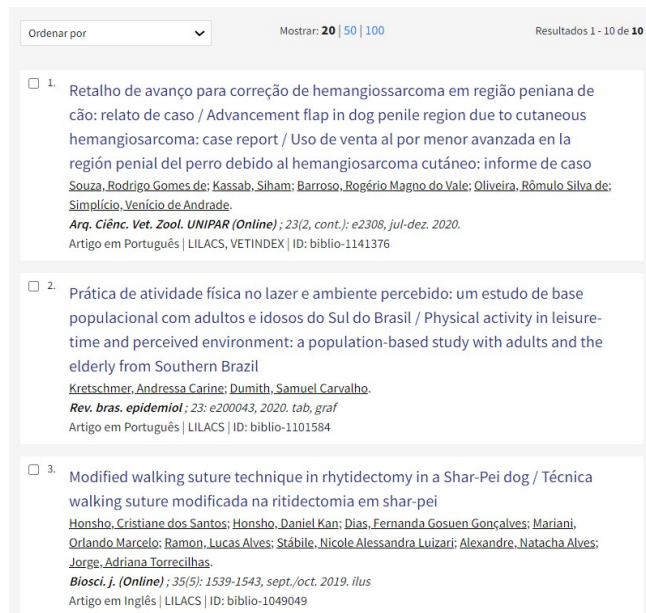 Ordenar por
Mostrar: 20 | 50 | 100
Resultados 1 - 10 de 10
1.
Retalho de avanço para correção de hemangiossarcoma em região peniana de
cão: relato de caso / Advancement flap in dog penile region due to cutaneous
hemangiosarcoma: case report / Uso de venta al por menor avanzada en la
región penial del perro debido al hemangiosarcoma cutáneo: informe de caso
Souza, Rodrigo Gomes de; Kassab, Siham; Barroso, Rogério Magno do Vale; Oliveira, Rômulo Silva de;
Simplício, Venício de Andrade.
Arq. Ciênc. Vet. Zool. UNIPAR (Online) ; 23(2, cont.): e2308, jul-dez. 2020.
Artigo em Português | LILACS, VETINDEX | ID: biblio-1141376
2.
Prática de atividade física no lazer e ambiente percebido: um estudo de base
populacional com adultos e idosos do Sul do Brasil / Physical activity in leisure-
time and perceived environment: a population-based study with adults and the
elderly from Southern Brazil
Kretschmer, Andressa Carine; Dumith, Samuel Carvalho.
Rev. bras. epidemiol ; 23: e200043, 2020. tab, graf
Artigo em Português | LILACS | ID: biblio-1101584
3.
Modified walking suture technique in rhytidectomy in a Shar-Pei dog / Técnica
walking suture modificada na ritidectomia em shar-pei
Honsho, Cristiane dos Santos; Honsho, Daniel Kan; Dias, Fernanda Gosuen Gonçalves; Mariani,
Orlando Marcelo; Ramon, Lucas Alves; Stábile, Nicole Alessandra Luizari; Alexandre, Natacha Alves;
Jorge, Adriana Torrecilhas.
Biosci. j. (Online) ; 35(5): 1539-1543, sept./oct. 2019. ilus
Artigo em Inglês | LILACS | ID: biblio-1049049